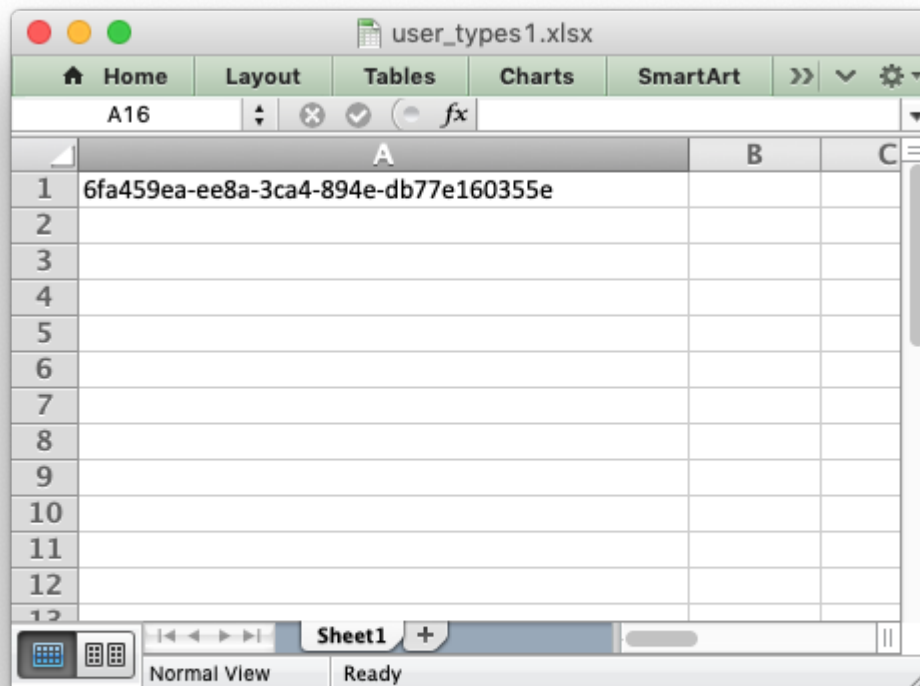 user_types1.xlsx
Home Layout Tables Charts SmartArt
A16 fx
A B C
1 6fa459ea-ee8a-3ca4-894e-db77e160355e
2
3
4
5
6
7
8
9
10
11
12
13
Sheet1
Normal View Ready